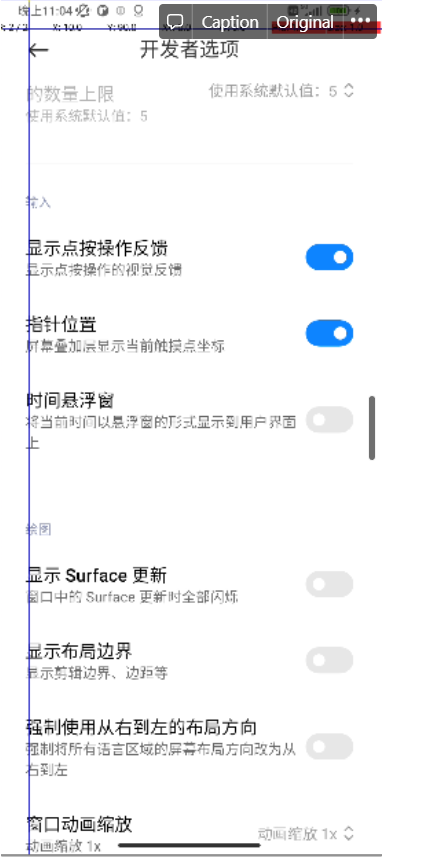 晚上11:04
Caption
Original
开发者选项
的数量上限
使用系统默认值：5
使用系统默认值：5
输入
显示点按操作反馈
显示点按操作的视觉反馈
指针位置
屏幕叠加层显示当前触摸点坐标
时间悬浮窗
将当前时间以悬浮窗的形式显示到用户界面
上
绘图
显示 Surface 更新
窗口中的 Surface 更新时全部闪烁
显示布局边界
显示剪辑边界、边距等
强制使用从右到左的布局方向
强制将所有语言区域的屏幕布局方向改为从
右到左
窗口动画缩放
动画缩放 1x
动画缩放 1x